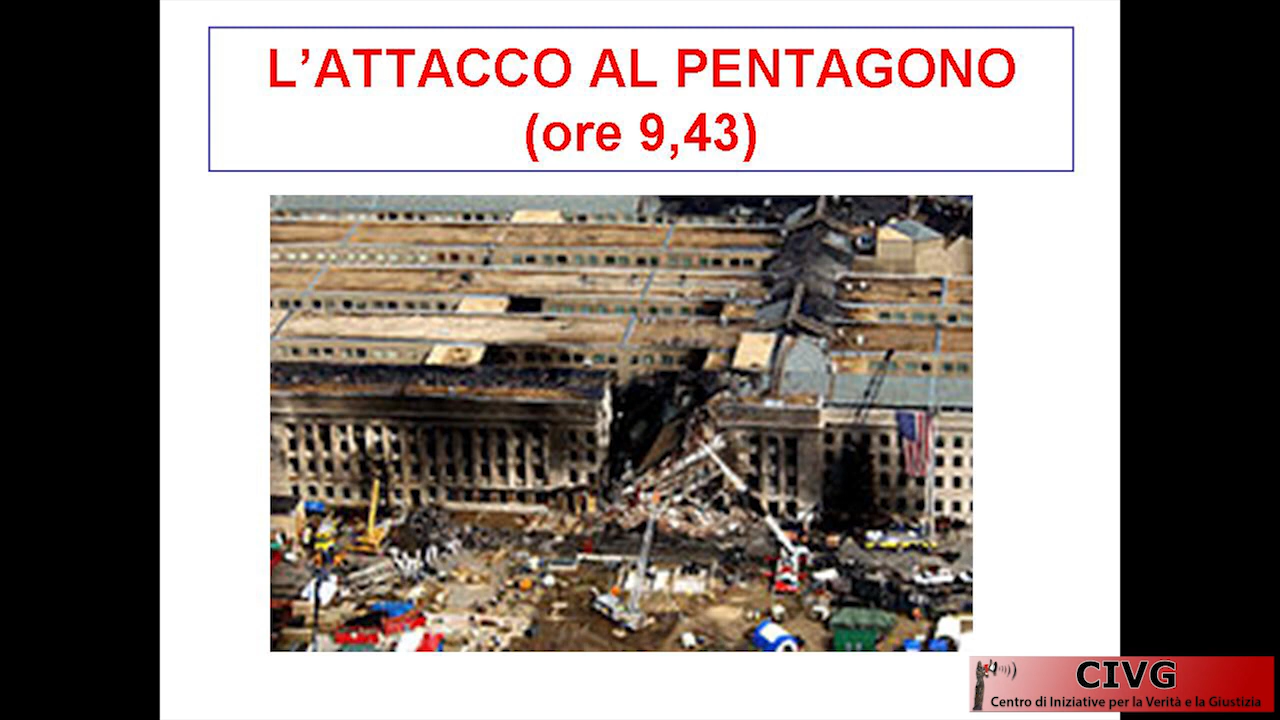 L'ATTACCO AL PENTAGONO
(ore 9,43)
CIVG
Centro di Iniziative per la Verità e la Giustizia